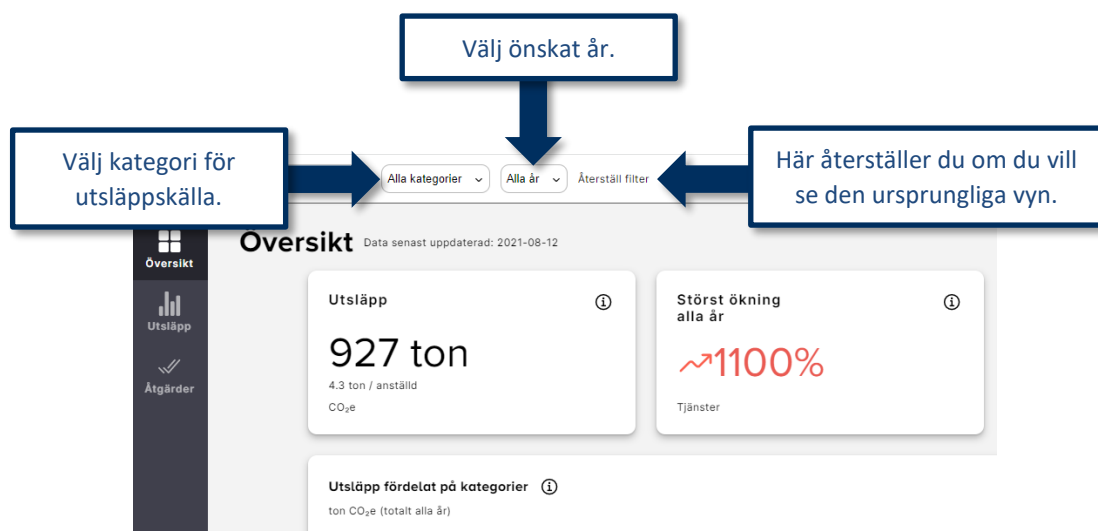 Välj önskat år.
Välj kategori för
utsläppskälla.
Här återställer du om du vill
se den ursprungliga vyn.
Alla kategorier
Alla år
Återställ filter
Översikt
Data senast uppdaterad: 2021-08-12
Översikt
Utsläpp
Åtgärder
Utsläpp
927 ton
4.3 ton / anställd
CO₂e
Störst ökning
alla år
1100%
Tjänster
Utsläpp fördelat på kategorier
ton CO₂e (totalt alla år)